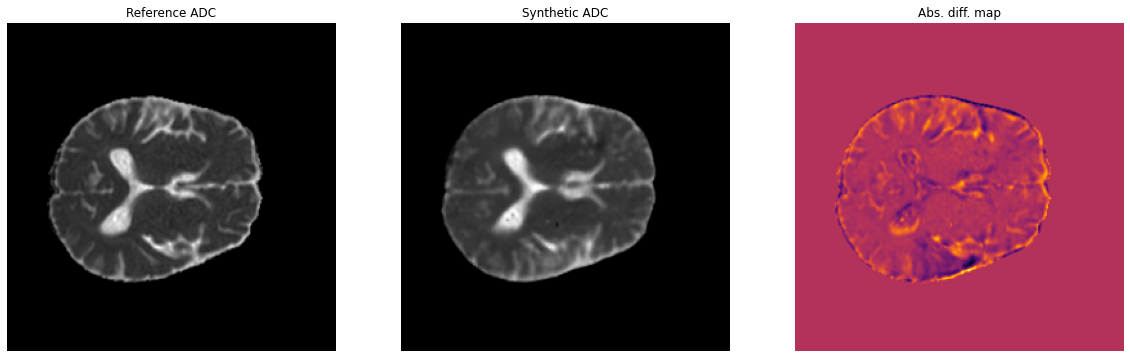 Reference ADC
Synthetic ADC
Abs. diff. map